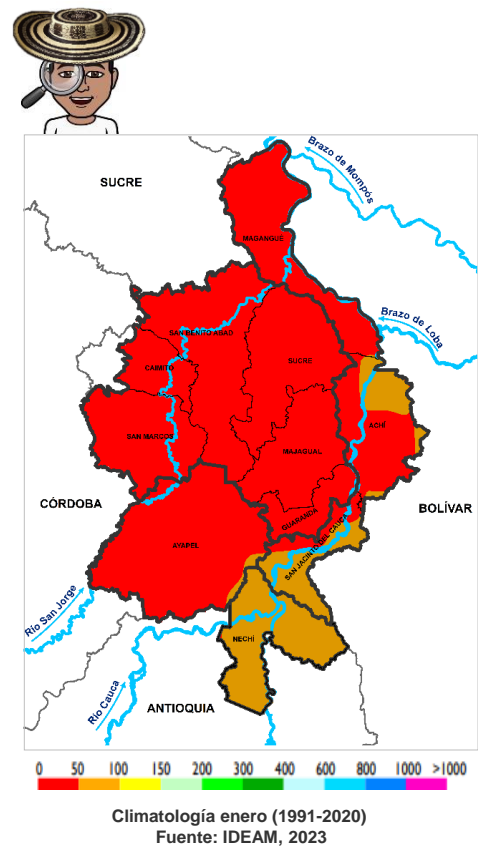 SUCRE
Brazo de Mompós
MAGANGUÉ
Brazo de Loba
SAN BENITO ABAD
CAIMITO
SUCRE
ACHÍ
SAN MARCOS
MAJAGUAL
CÓRDOBA
BOLÍVAR
GUARANDA
AYAPEL
SAN JACINTO DEL CAUCA
Río San Jorge
NECHÍ
Río Cauca
ANTIOQUIA
0 50 100 150 200 300 400 600 800 1000 >1000
Climatología enero (1991-2020)
Fuente: IDEAM, 2023